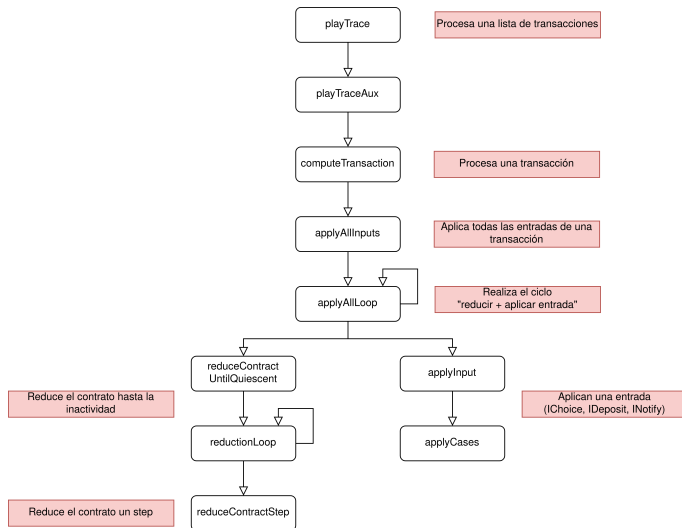 playTrace
Procesa una lista de transacciones
playTraceAux
computeTransaction
Procesa una transacción
applyAllInputs
Aplica todas las entradas de una
transacción
applyAllLoop
Realiza el ciclo
"reducir + aplicar entrada"
reduceContract
UntilQuiescent
applyInput
Reduce el contrato hasta la
inactividad
reductionLoop
applyCases
Aplican una entrada
(IChoice, IDeposit, INotify)
Reduce el contrato un step
reduceContractStep